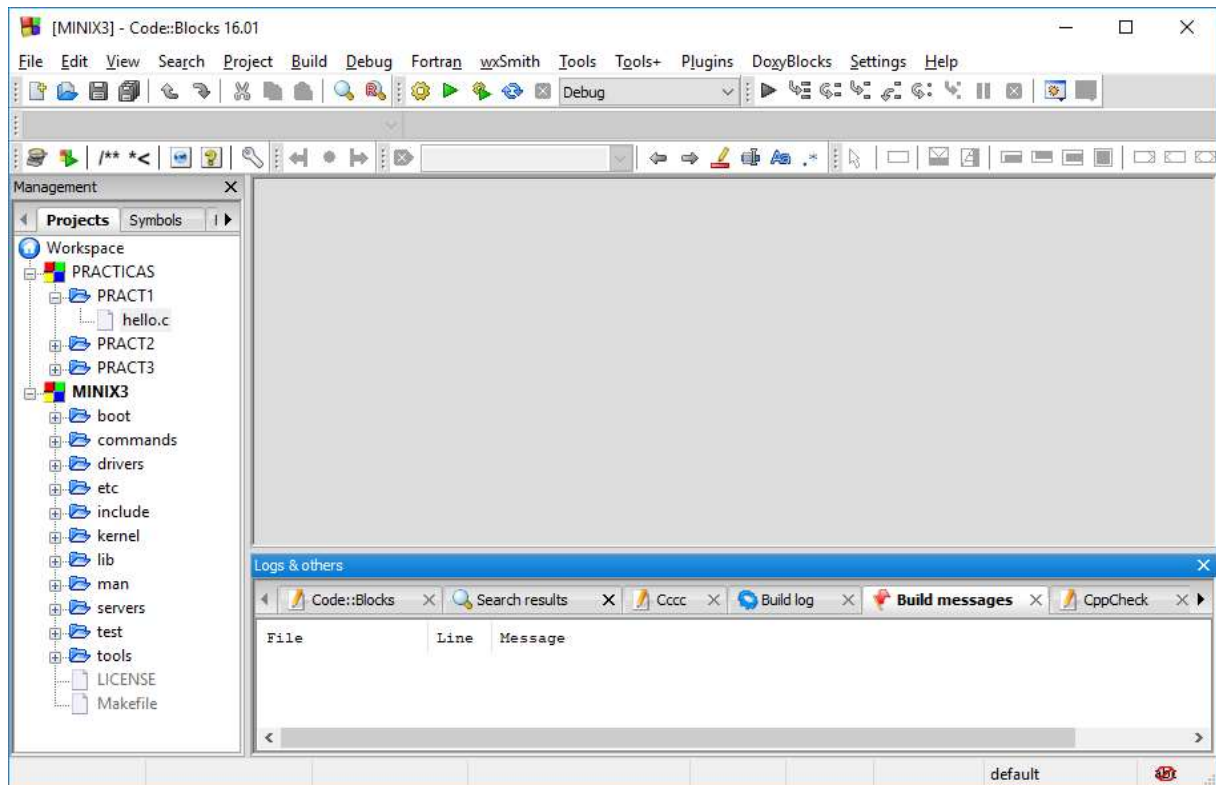 [MINIX3] - Code::Blocks 16.01
File Edit View Search Project Build Debug Fortran wxSmith Tools Tools+ Plugins DoxyBlocks Settings Help
Debug
/** *<
Aa .*
Management
Projects Symbols
Workspace
PRACTICAS
PRACT1
hello.c
PRACT2
PRACT3
MINIX3
boot
commands
drivers
etc
include
kernel
lib
man
servers
test
tools
LICENSE
Makefile
Logs & others
Code::Blocks Search results Cccc Build log Build messages CppCheck
File Line Message
default